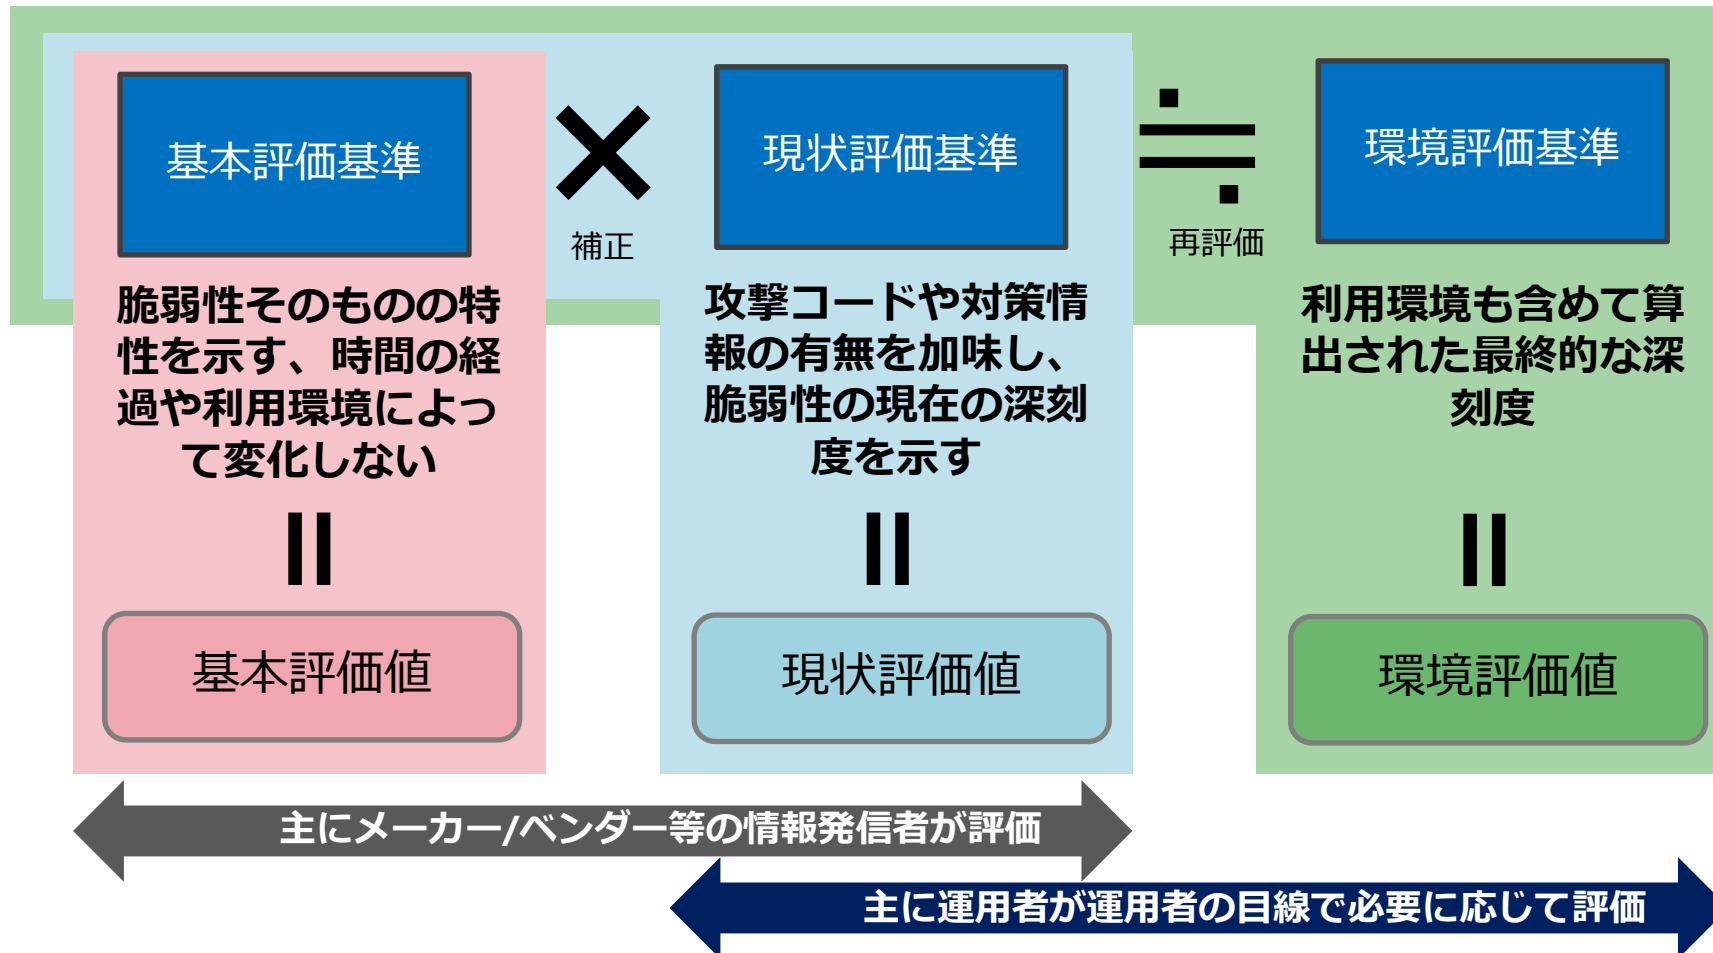 基本評価基準
×
補正
現状評価基準
≒
再評価
環境評価基準
脆弱性そのものの特
性を示す、時間の経
過や利用環境によっ
て変化しない
攻撃コードや対策情
報の有無を加味し、
脆弱性の現在の深刻
度を示す
利用環境も含めて算
出された最終的な深
刻度
基本評価値
現状評価値
環境評価値
主にメーカー/ベンダー等の情報発信者が評価
主に運用者が運用者の目線で必要に応じて評価